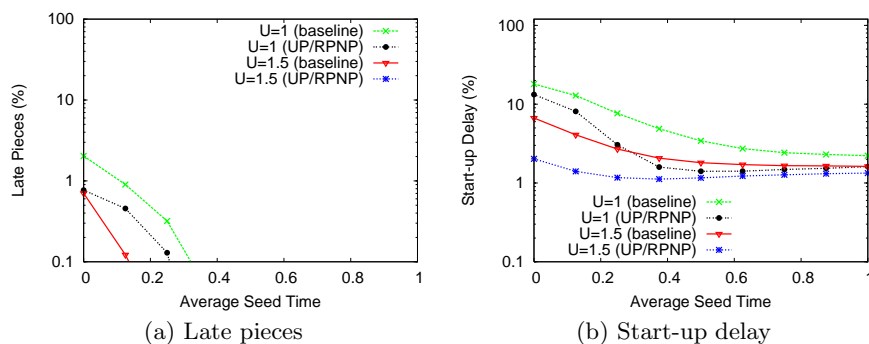 100
10
1
0.1
Late Pieces (%)
U=1 (baseline)
U=1 (UP/RPNP)
U=1.5 (baseline)
U=1.5 (UP/RPNP)
0 0.2 0.4 0.6 0.8 1
Average Seed Time
(a) Late pieces
100
10
1
0.1
Start-up Delay (%)
U=1 (baseline)
U=1 (UP/RPNP)
U=1.5 (baseline)
U=1.5 (UP/RPNP)
0 0.2 0.4 0.6 0.8 1
Average Seed Time
(b) Start-up delay